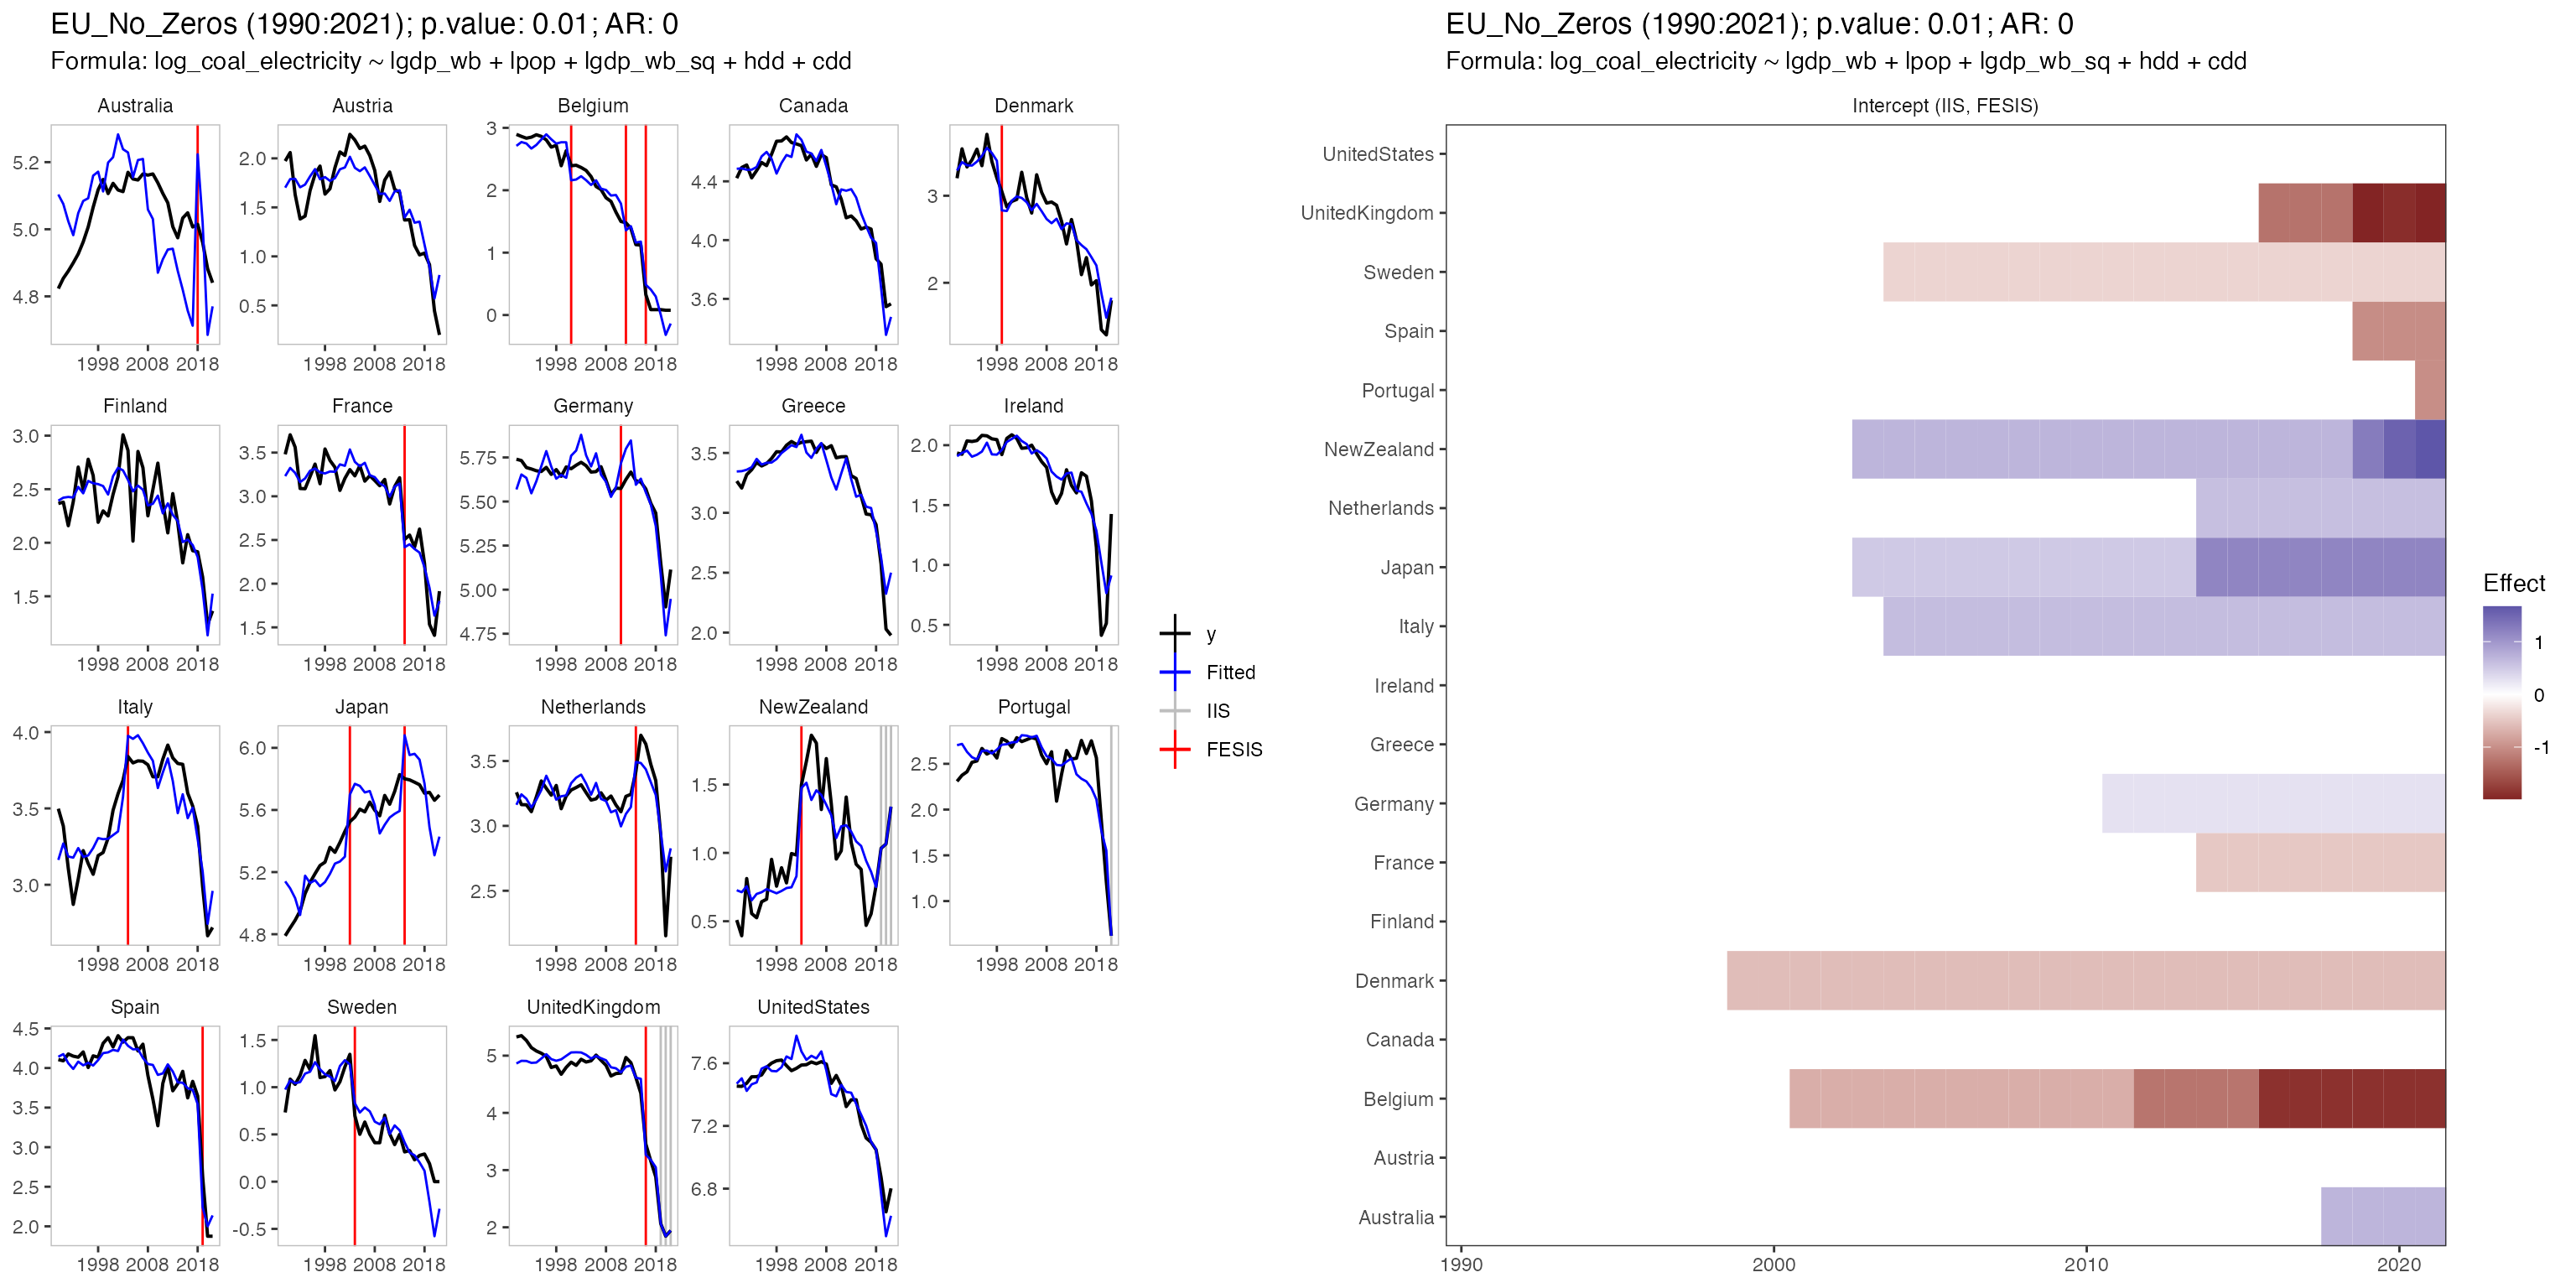 EU_No_Zeros (1990:2021); p.value: 0.01; AR: 0
Formula: log_coal_electricity ~ lgdp_wb + lpop + lgdp_wb_sq + hdd + cdd
Australia
5.2
5.0
4.8
1998 2008 2018
Austria
2.0
1.5
1.0
0.5
1998 2008 2018
Belgium
3
2
1
0
1998 2008 2018
Canada
4.4
4.0
3.6
1998 2008 2018
Denmark
3
2
1998 2008 2018
Finland
3.0
2.5
2.0
1.5
1998 2008 2018
France
3.5
3.0
2.5
2.0
1.5
1998 2008 2018
Germany
5.75
5.50
5.25
5.00
4.75
1998 2008 2018
Greece
3.5
3.0
2.5
2.0
1998 2008 2018
Ireland
2.0
1.5
1.0
0.5
1998 2008 2018
Italy
4.0
3.5
3.0
1998 2008 2018
Japan
6.0
5.6
5.2
4.8
1998 2008 2018
Netherlands
3.5
3.0
2.5
1998 2008 2018
NewZealand
1.5
1.0
0.5
1998 2008 2018
Portugal
2.5
2.0
1.5
1.0
1998 2008 2018
Spain
4.5
4.0
3.5
3.0
2.5
2.0
1998 2008 2018
Sweden
1.5
1.0
0.5
0.0
-0.5
1998 2008 2018
UnitedKingdom
5
4
3
2
1998 2008 2018
UnitedStates
7.6
7.2
6.8
1998 2008 2018
y
Fitted
IIS
FESIS
EU_No_Zeros (1990:2021); p.value: 0.01; AR: 0
Formula: log_coal_electricity ~ lgdp_wb + lpop + lgdp_wb_sq + hdd + cdd
Intercept (IIS, FESIS)
UnitedStates
UnitedKingdom
Sweden
Spain
Portugal
NewZealand
Netherlands
Japan
Italy
Ireland
Greece
Germany
France
Finland
Denmark
Canada
Belgium
Austria
Australia
1990 2000 2010 2020
Effect
1
0
-1